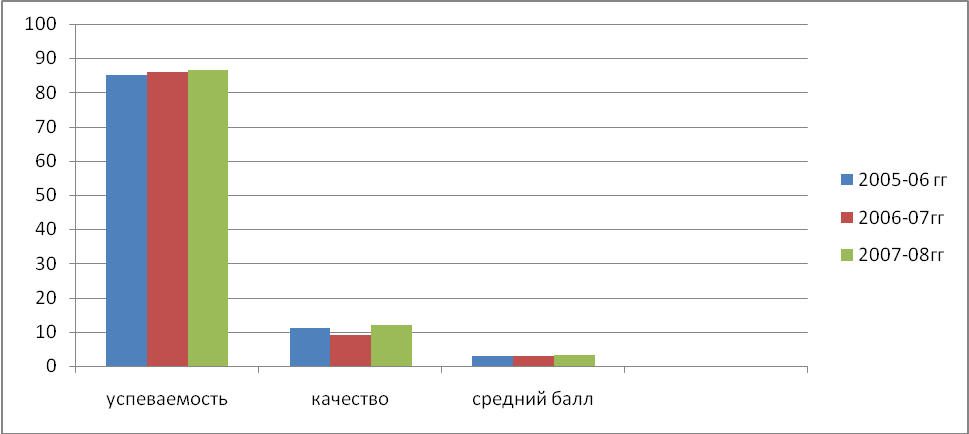 100
90
80
70
60
50
40
30
20
10
0
успеваемость
качество
средний балл
2005-06 гг
2006-07гг
2007-08гг